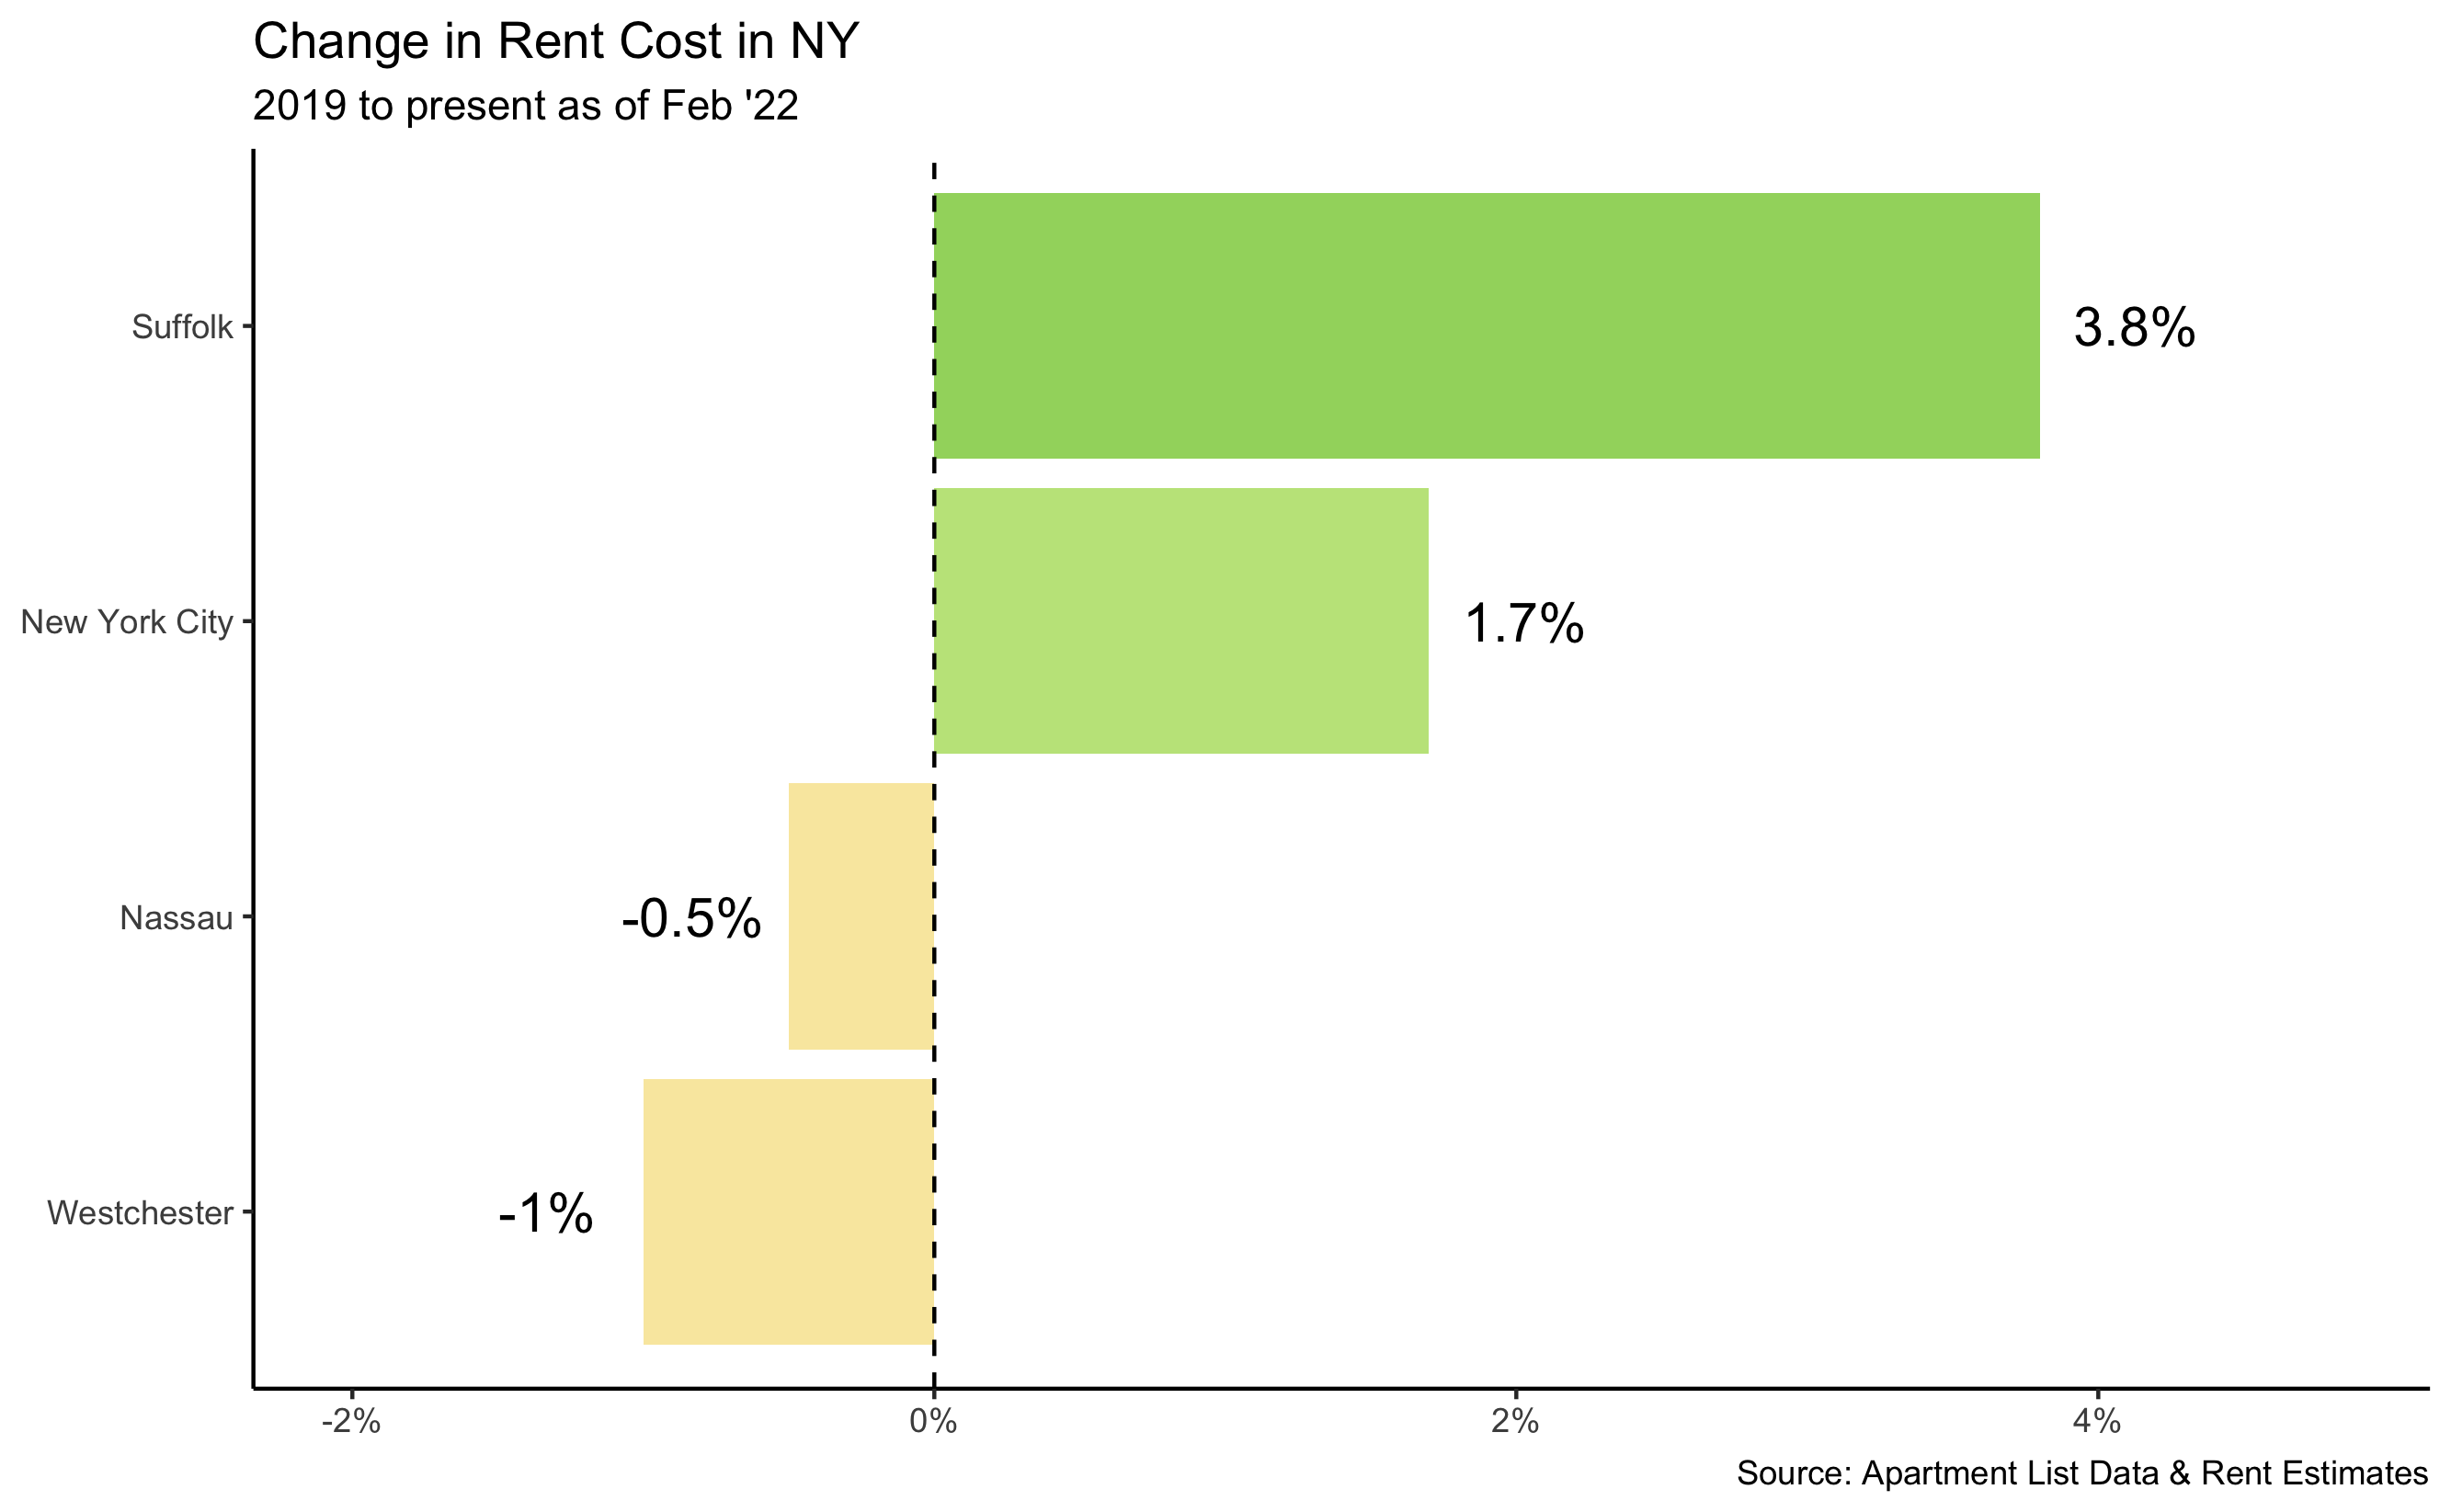 Change in Rent Cost in NY
2019 to present as of Feb '22
Suffolk
3.8%
New York City
1.7%
Nassau
-0.5%
Westchester
-1%
-2%
0%
2%
4%
Source: Apartment List Data & Rent Estimates